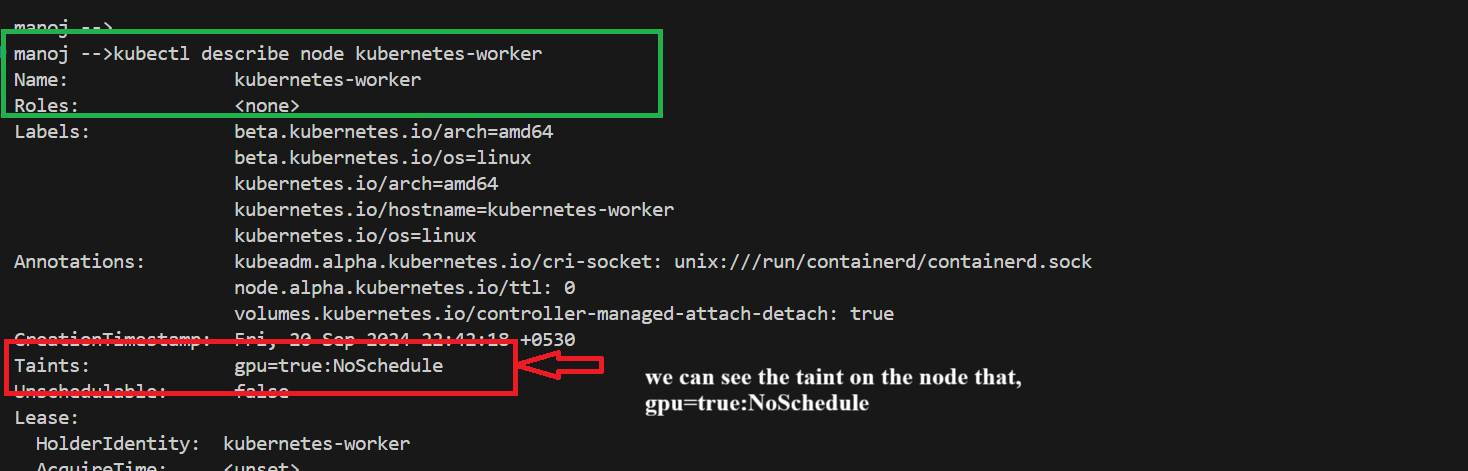 manoj -->
manoj -->kubectl describe node kubernetes-worker
Name: kubernetes-worker
Roles: <none>
Labels: beta.kubernetes.io/arch=amd64
beta.kubernetes.io/os=linux
kubernetes.io/arch=amd64
kubernetes.io/hostname=kubernetes-worker
kubernetes.io/os=linux
Annotations: kubeadm.alpha.kubernetes.io/cri-socket: unix:///run/containerd/containerd.sock
node.alpha.kubernetes.io/ttl: 0
volumes.kubernetes.io/controller-managed-attach-detach: true
CreationTimestamp: Fri, 20 Sep 2024 22:42:18 +0530
Taints: gpu=true:NoSchedule
Unschedulable: false
we can see the taint on the node that,
gpu=true:NoSchedule
Lease:
HolderIdentity: kubernetes-worker
AcquireTime: <unset>